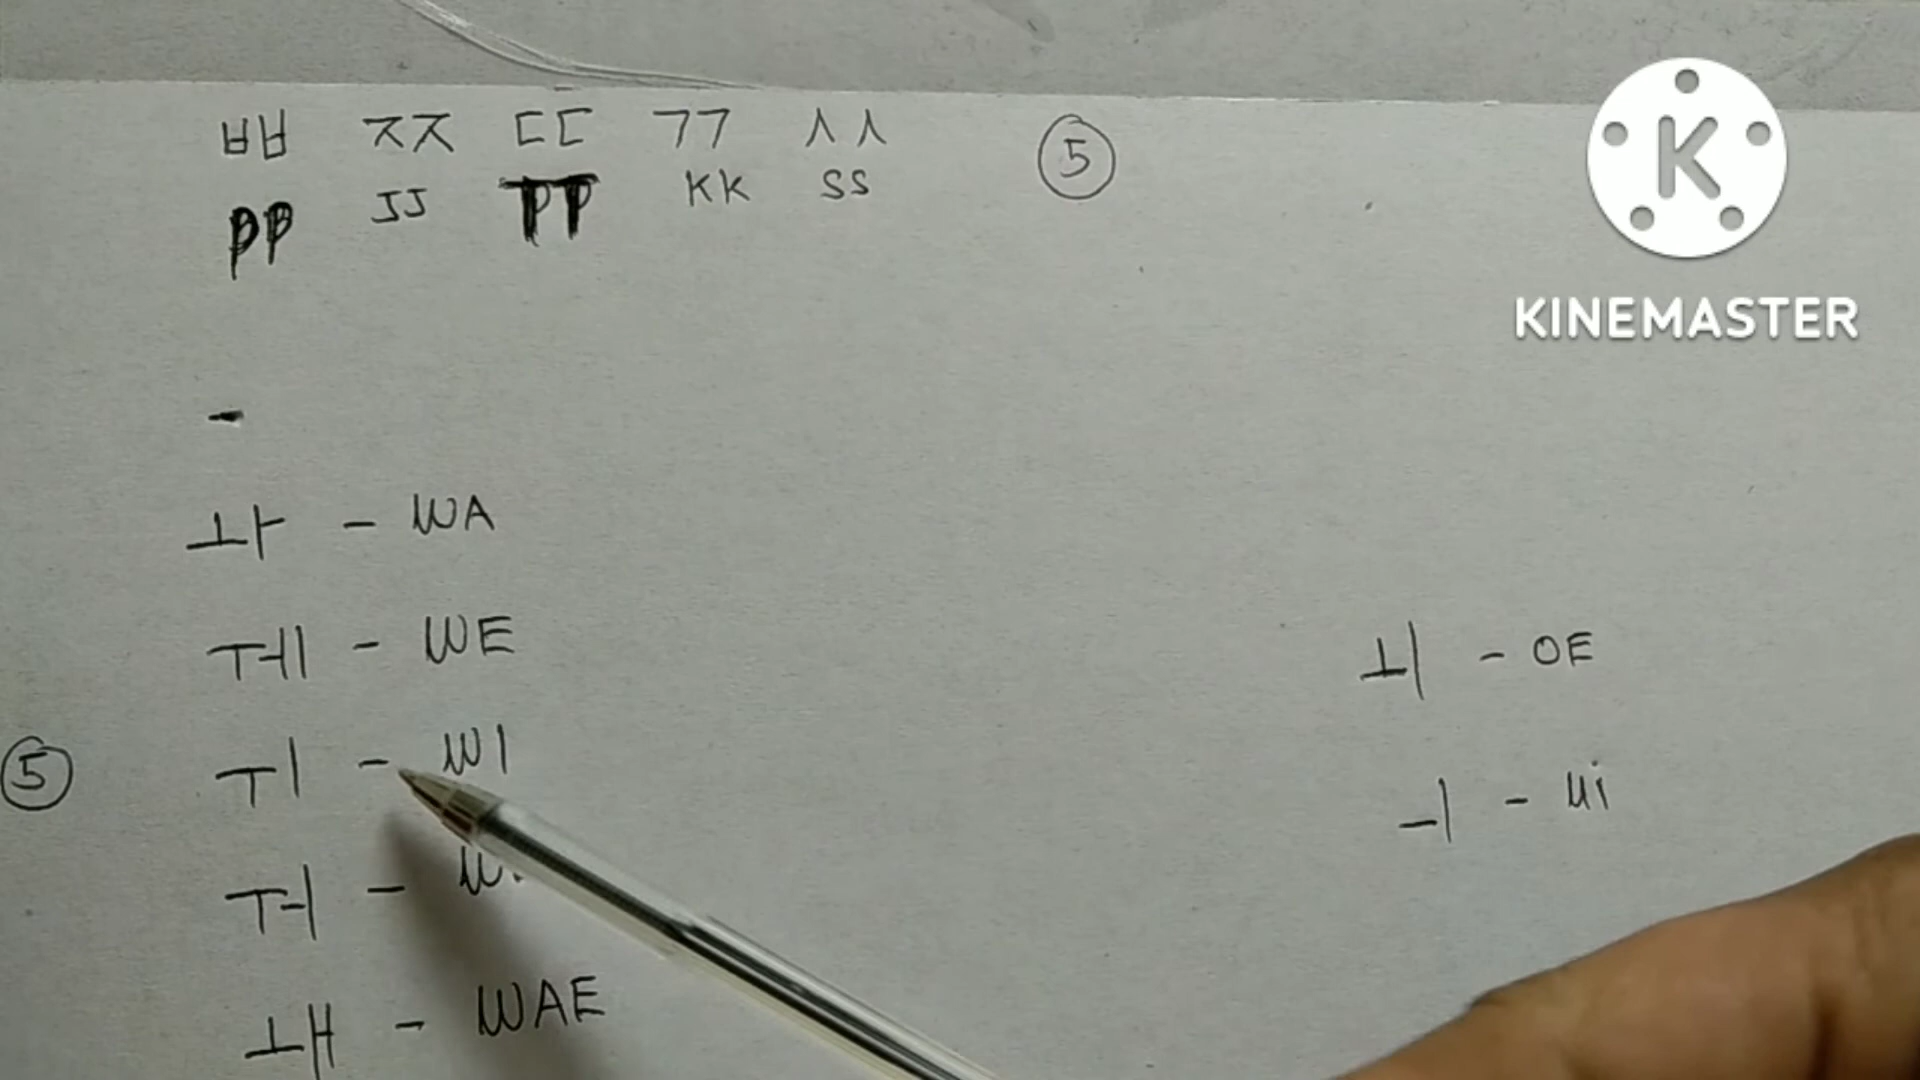 ㅃ ㅉ ㄸ ㄲ ㅆ ⑤
PP JJ TT KK SS
-
ㅘ - WA
ㅞ - WE
⑤ ㅟ - WI
ㅝ -
ㅙ - WAE
ㅚ - OE
ㅢ - Ui
K
KINEMASTER